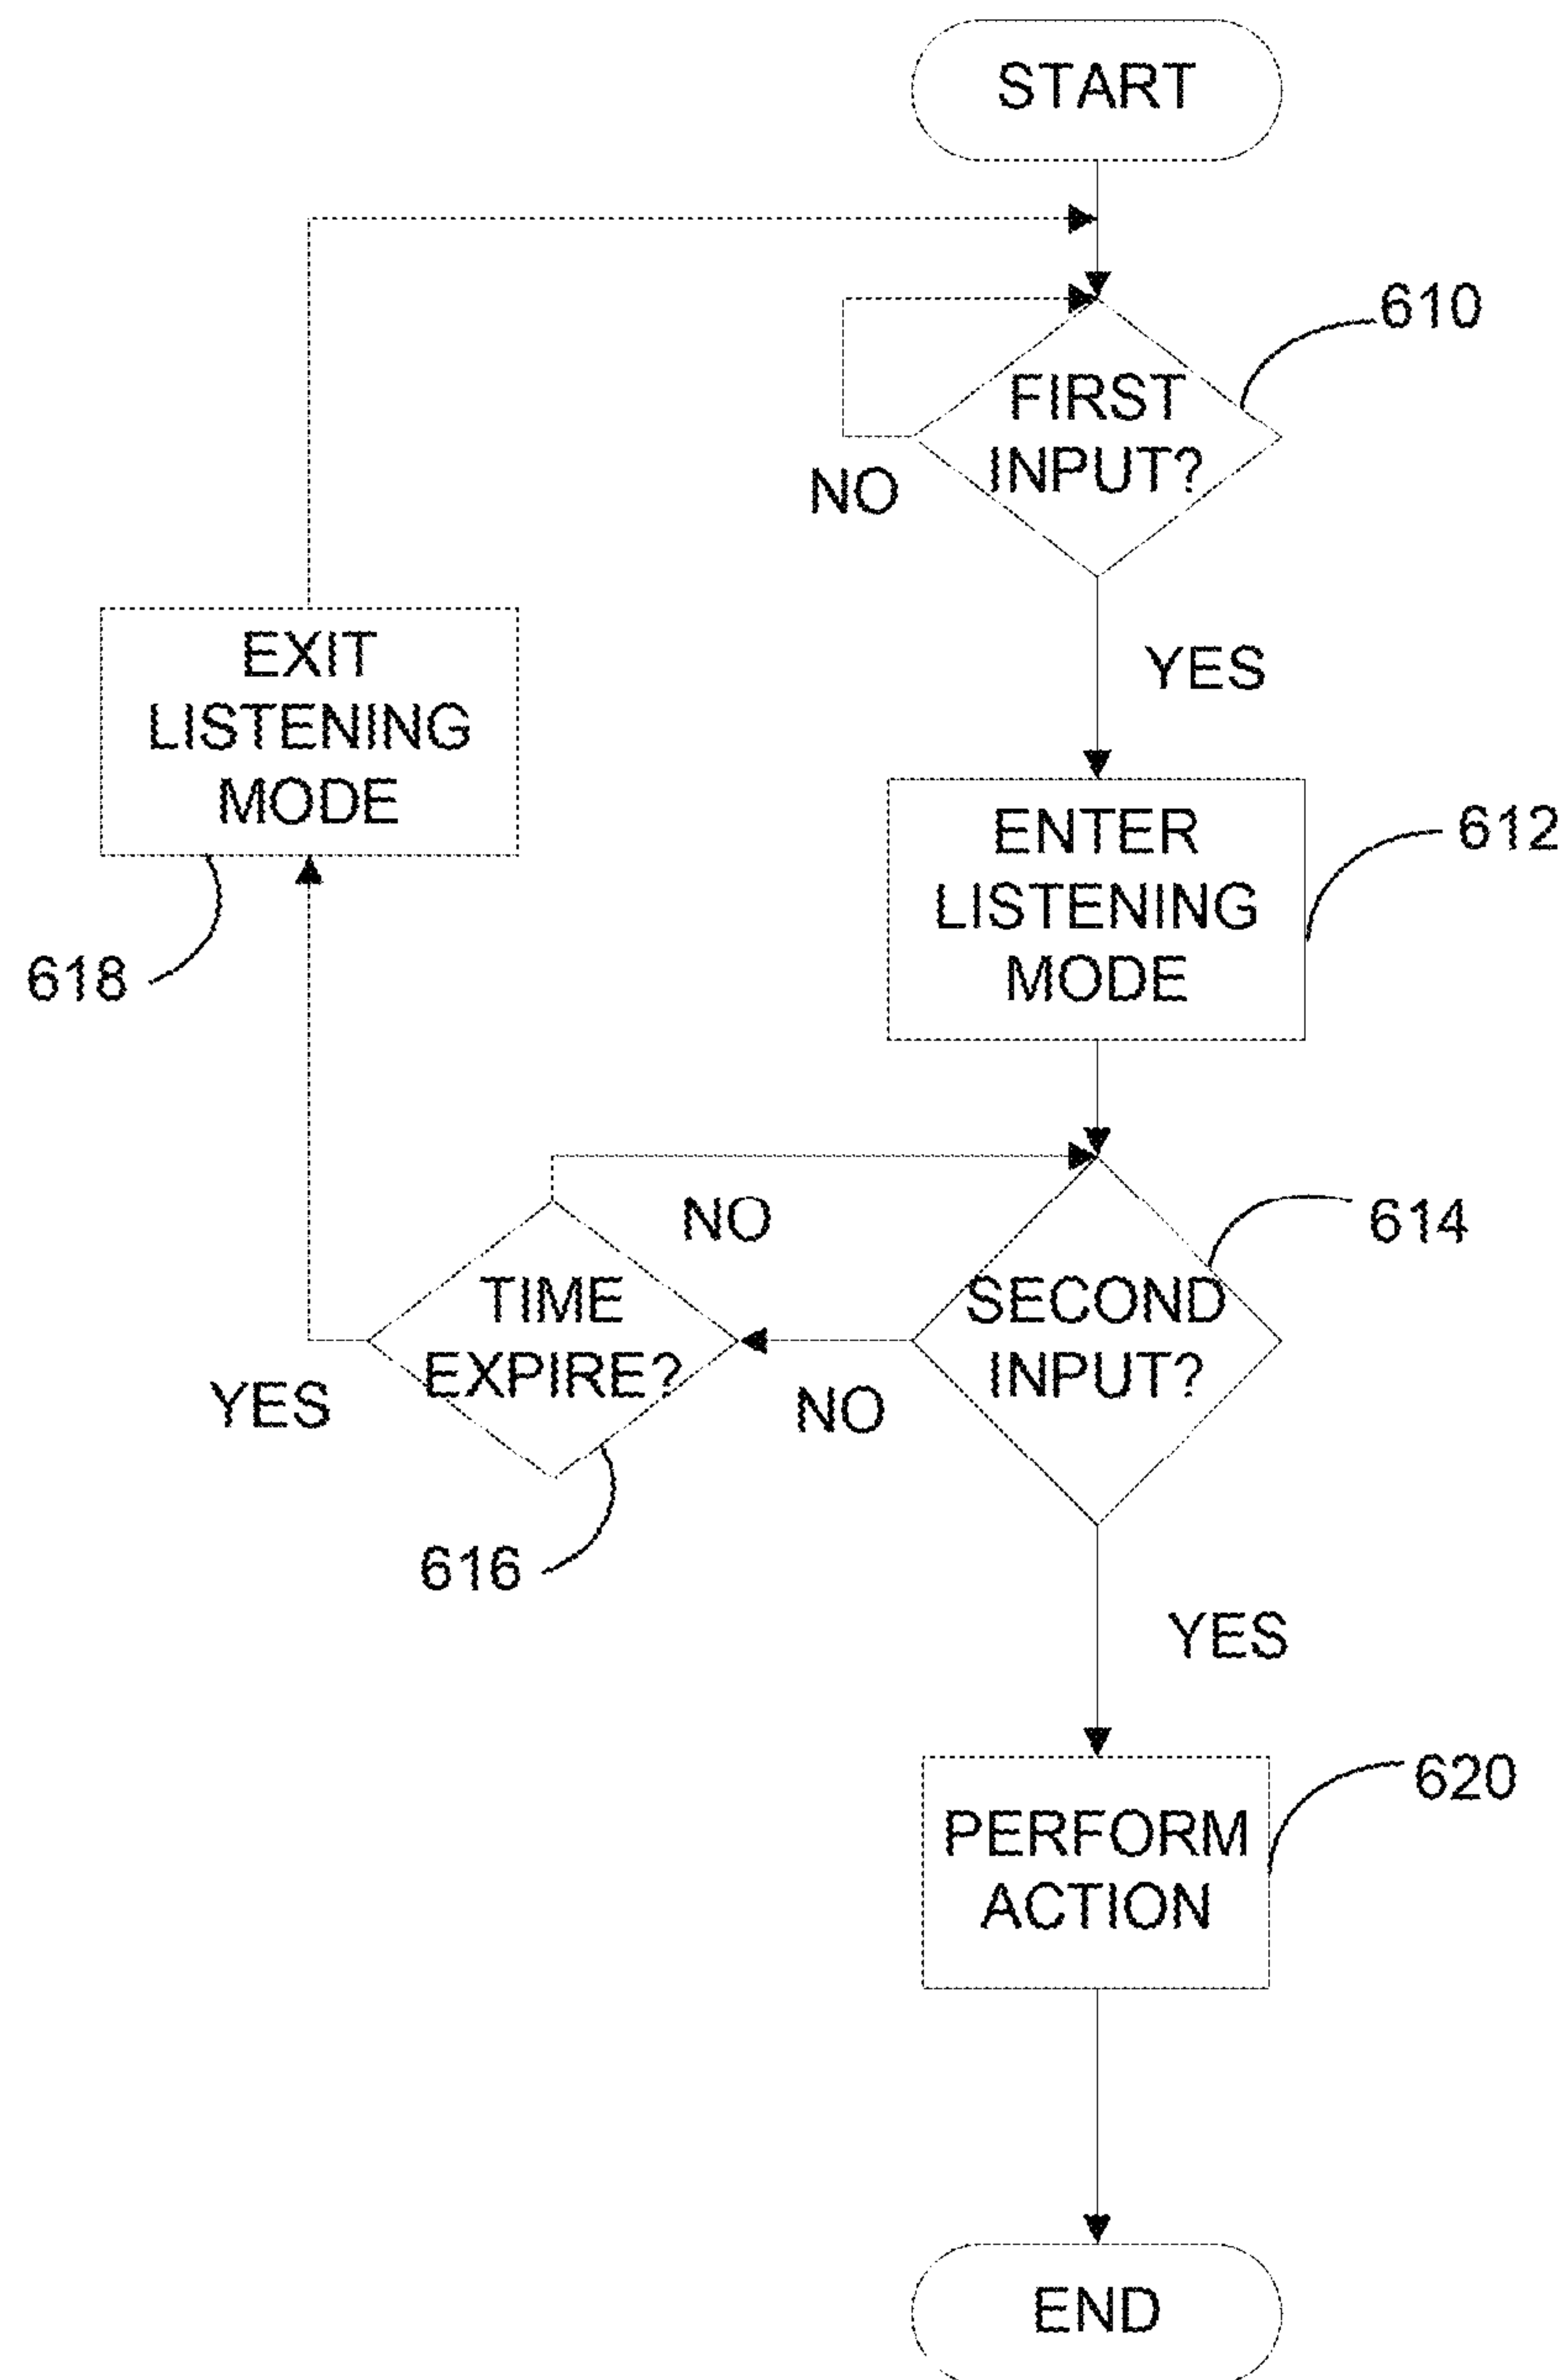 START
610
FIRST
INPUT?
NO
YES
EXIT
LISTENING
MODE
618
ENTER
LISTENING
MODE
612
NO
614
TIME
EXPIRE?
SECOND
INPUT?
YES
NO
616
YES
620
PERFORM
ACTION
END